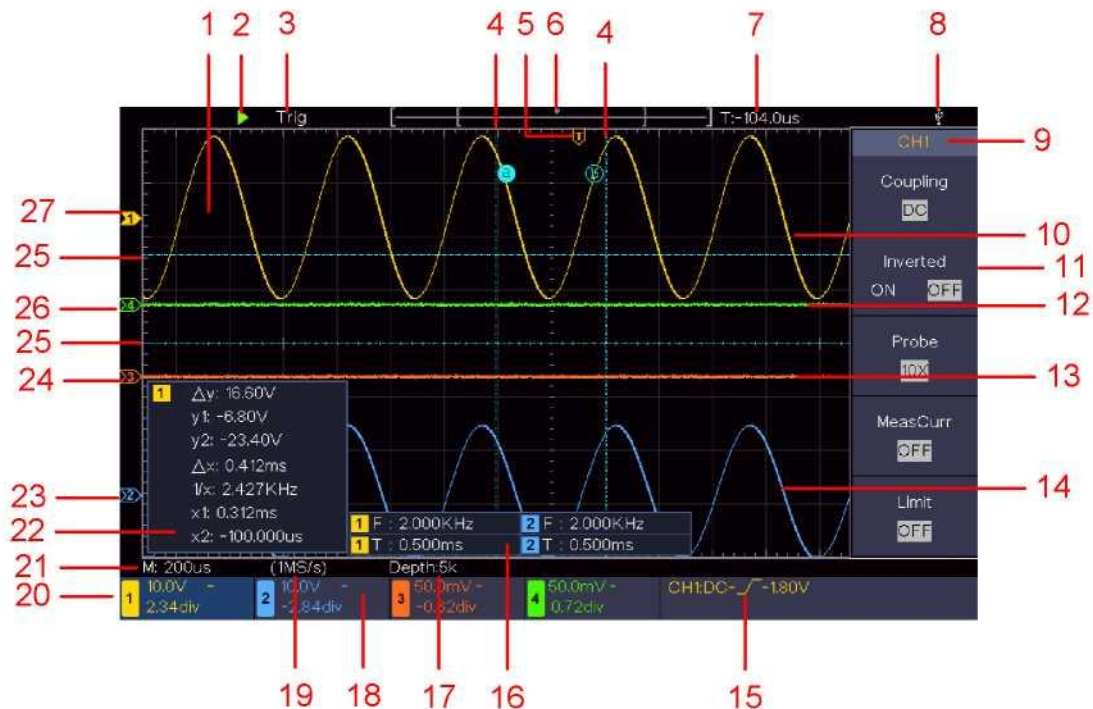 1 2 3 4 5 6 4 7 8
Trig T T:-104.0us
9 CH1
Coupling
DC
a b
27 1
10
25
Inverted 11
ON OFF
12
26 4
25
Probe
10X
24 3
13
1 △y: 16.60V
y1: -6.80V
y2: -23.40V
△x: 0.412ms
1/x: 2.427KHz
x1: 0.312ms
x2: -100.000us
MeasCurr
OFF
23 2
14
Limit
OFF
22
1 F : 2.000KHz 2 F : 2.000KHz
1 T : 0.500ms 2 T : 0.500ms
21 M: 200us (1MS/s) Depth:5k
20 1 10.0V 2.34div
2 10.0V -2.84div
3 50.0mV -0.82div
4 50.0mV 0.72div
CH1:DC- -1.80V
19 18 17 16 15